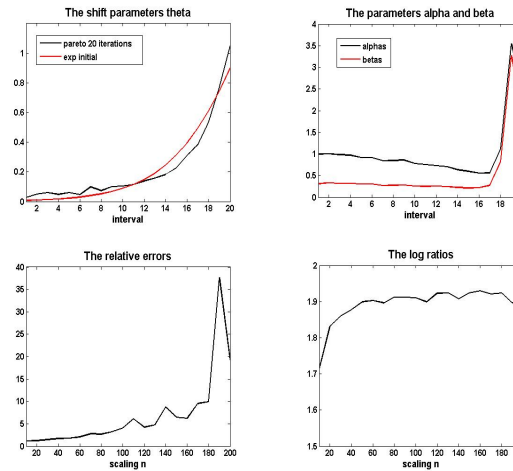 The shift parameters theta
pareto 20 iterations
exp initial
1
0.8
0.6
0.4
0.2
0
2 4 6 8 10 12 14 16 18 20
interval
The parameters alpha and beta
alphas
betas
4
3.5
3
2.5
2
1.5
1
0.5
0
2 4 6 8 10 12 14 16 18
interval
The relative errors
40
35
30
25
20
15
10
5
0
20 40 60 80 100 120 140 160 180 200
scaling n
The log ratios
2
1.9
1.8
1.7
1.6
1.5
20 40 60 80 100 120 140 160 180
scaling n